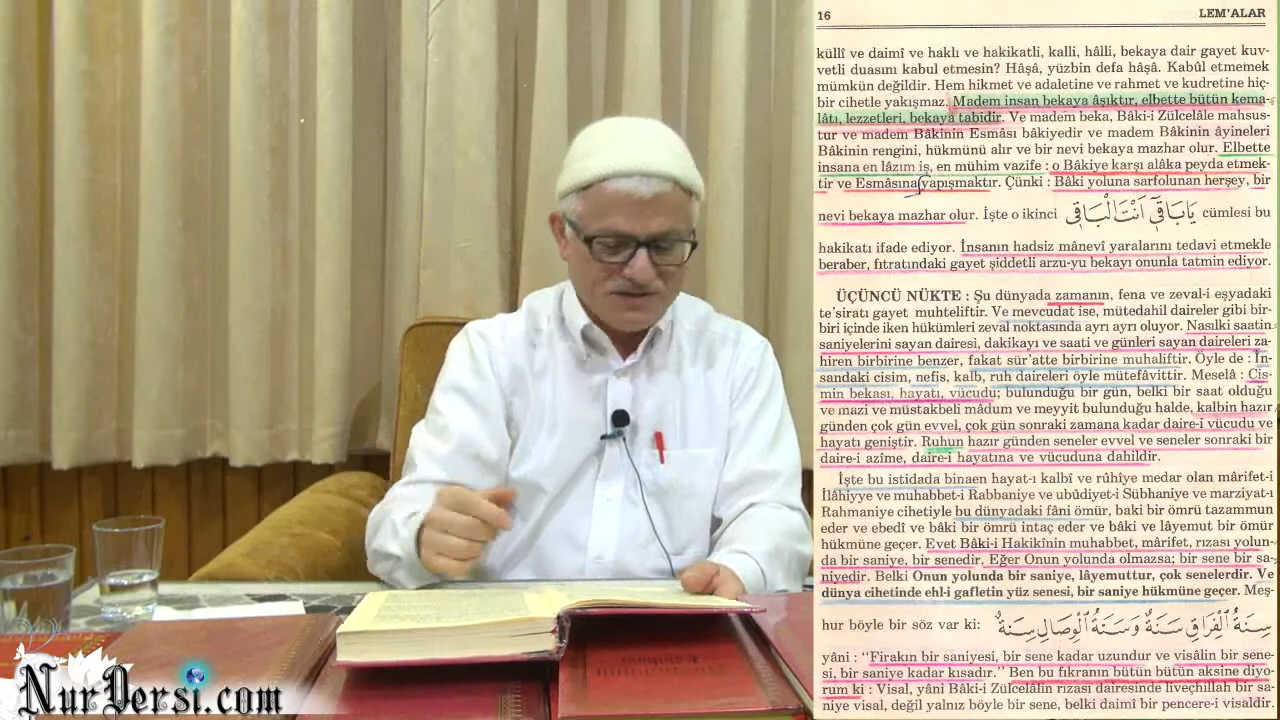 16 LEM'ALAR
küllî ve daimî ve haklı ve hakikatli, kalli, hâlli, bekaya dair gayet kuv-
vetli duasını kabul etmesin? Hâşâ, yüzbin defa hâşâ. Kabûl etmemek
mümkün değildir. Hem hikmet ve adaletine ve rahmet ve kudretine hiç-
bir cihetle yakışmaz. Madem insan bekaya âşıktır, elbette bütün kema-
lâtı, lezzetleri, bekaya tabidir. Ve madem beka, Bâki-i Zülcelâle mahsus-
tur ve madem Bâkinin Esmâsı bâkiyedir ve madem Bâkinin âyineleri
Bâkinin rengini, hükmünü alır ve bir nevi bekaya mazhar olur. Elbette
insana en lâzım iş, en mühim vazife : o Bâkiye karşı alâka peyda etmek-
tir ve Esmâsına yapışmaktır. Çünki : Bâki yoluna sarfolunan herşey, bir
nevi bekaya mazhar olur. İşte o ikinci يَابَاقٖٓي اَنْتَ الْبَاقٖي cümlesi bu
hakikatı ifade ediyor. İnsanın hadsiz mânevî yaralarını tedavi etmekle
beraber, fıtratındaki gayet şiddetli arzu-yu bekayı onunla tatmin ediyor.
ÜÇÜNCÜ NÜKTE : Şu dünyada zamanın, fena ve zeval-i eşyadaki
te'siratı gayet muhteliftir. Ve mevcudat ise, mütedahil daireler gibi bir-
biri içinde iken hükümleri zeval noktasında ayrı ayrı oluyor. Nasılki saatin
saniyelerini sayan dairesi, dakikayı ve saati ve günleri sayan daireleri za-
hiren birbirine benzer, fakat sür'atte birbirine muhaliftir. Öyle de : İn-
sandaki cisim, nefis, kalb, ruh daireleri öyle mütefâvittir. Meselâ : Cis-
min bekası, hayatı, vücudu; bulunduğu bir gün, belki bir saat olduğu
ve mazi ve müstakbeli mâdum ve meyyit bulunduğu halde, kalbin hazır
günden çok gün evvel, çok gün sonraki zamana kadar daire-i vücudu ve
hayatı geniştir. Ruhun hazır günden seneler evvel ve seneler sonraki bir
daire-i azîme, daire-i hayatına ve vücuduna dahildir.
İşte bu istidada binaen hayat-ı kalbî ve rûhîye medar olan mârifet-i
İlâhiyye ve muhabbet-i Rabbaniye ve ubûdiyet-i Sübhaniye ve marziyat-ı
Rahmaniye cihetiyle bu dünyadaki fâni ömür, baki bir ömrü tazammun
eder ve ebedî ve bâki bir ömrü intaç eder ve bâki ve lâyemut bir ömür
hükmüne geçer. Evet Bâki-i Hakikînin muhabbet, mârifet, rızası yolun-
da bir saniye, bir senedir. Eğer Onun yolunda olmazsa; bir sene bir sa-
niyedir. Belki Onun yolunda bir saniye, lâyemuttur, çok senelerdir. Ve
dünya cihetinde ehl-i gafletin yüz senesi, bir saniye hükmüne geçer. Meş-
hur böyle bir söz var ki: سِنَةُ الْفِرَاقِ سَنَةٌ وَسَنَةُ الْوِصَالِ سِنَةٌ
yâni : "Firakın bir saniyesi, bir sene kadar uzundur ve visâlin bir sene-
si, bir saniye kadar kısadır." Ben bu fıkranın bütün bütün aksine diyo-
rum ki : Visal, yâni Bâki-i Zülcelâlin rızası dairesinde livechillah bir sa-
niye visal, değil yalnız böyle bir sene, belki daimî bir pencere-i visaldir.
NurDersi.com